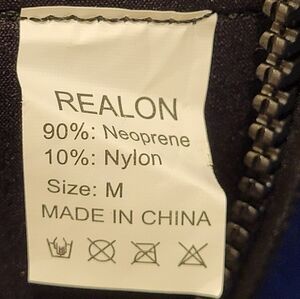 REALON
90%: Neoprene
10%: Nylon
Size: M
MADE IN CHINA